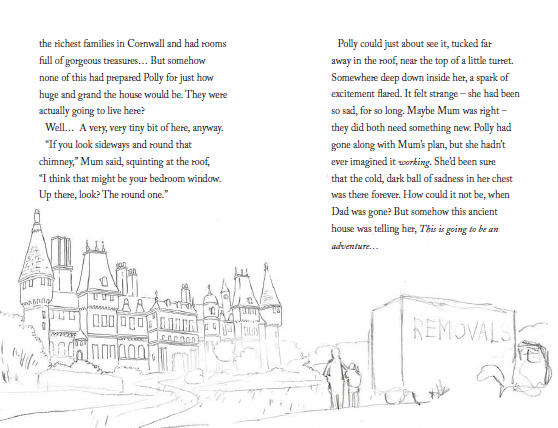 the richest families in Cornwall and had rooms
full of gorgeous treasures… But somehow
none of this had prepared Polly for just how
huge and grand the house would be. They were
actually going to live here?
Well… A very, very tiny bit of here, anyway.
“If you look sideways and round that
chimney,” Mum said, squinting at the roof,
“I think that might be your bedroom window.
Up there, look? The round one.”
Polly could just about see it, tucked far
away in the roof, near the top of a little turret.
Somewhere deep down inside her, a spark of
excitement flared. It felt strange – she had been
so sad, for so long. Maybe Mum was right –
they did both need something new. Polly had
gone along with Mum’s plan, but she hadn’t
ever imagined it working. She’d been sure
that the cold, dark ball of sadness in her chest
was there forever. How could it not be, when
Dad was gone? But somehow this ancient
house was telling her, This is going to be an
adventure…
REMOVALS